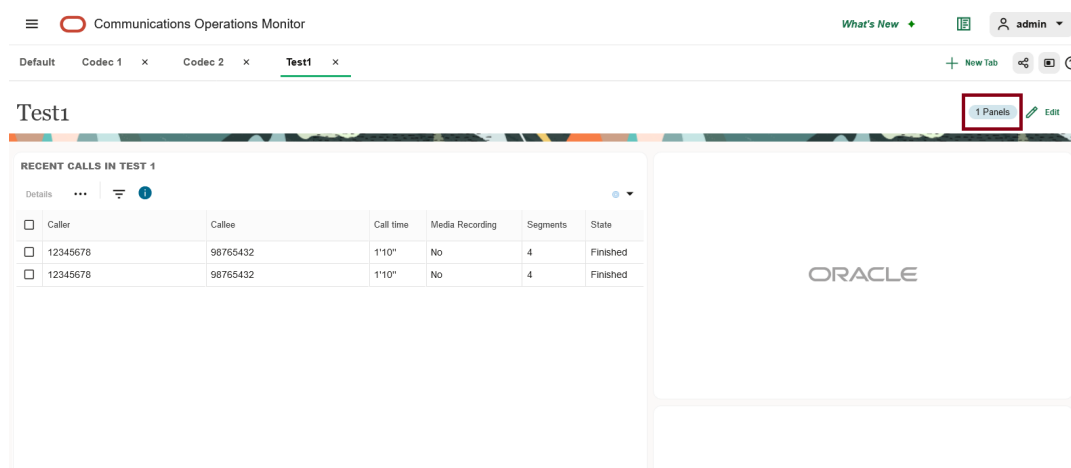 Communications Operations Monitor What's New admin
Default Codec 1 × Codec 2 × Test1 × + New Tab
Test1 1 Panels Edit
RECENT CALLS IN TEST 1
Details ...
Caller Callee Call time Media Recording Segments State
12345678 98765432 1'10" No 4 Finished
12345678 98765432 1'10" No 4 Finished
ORACLE